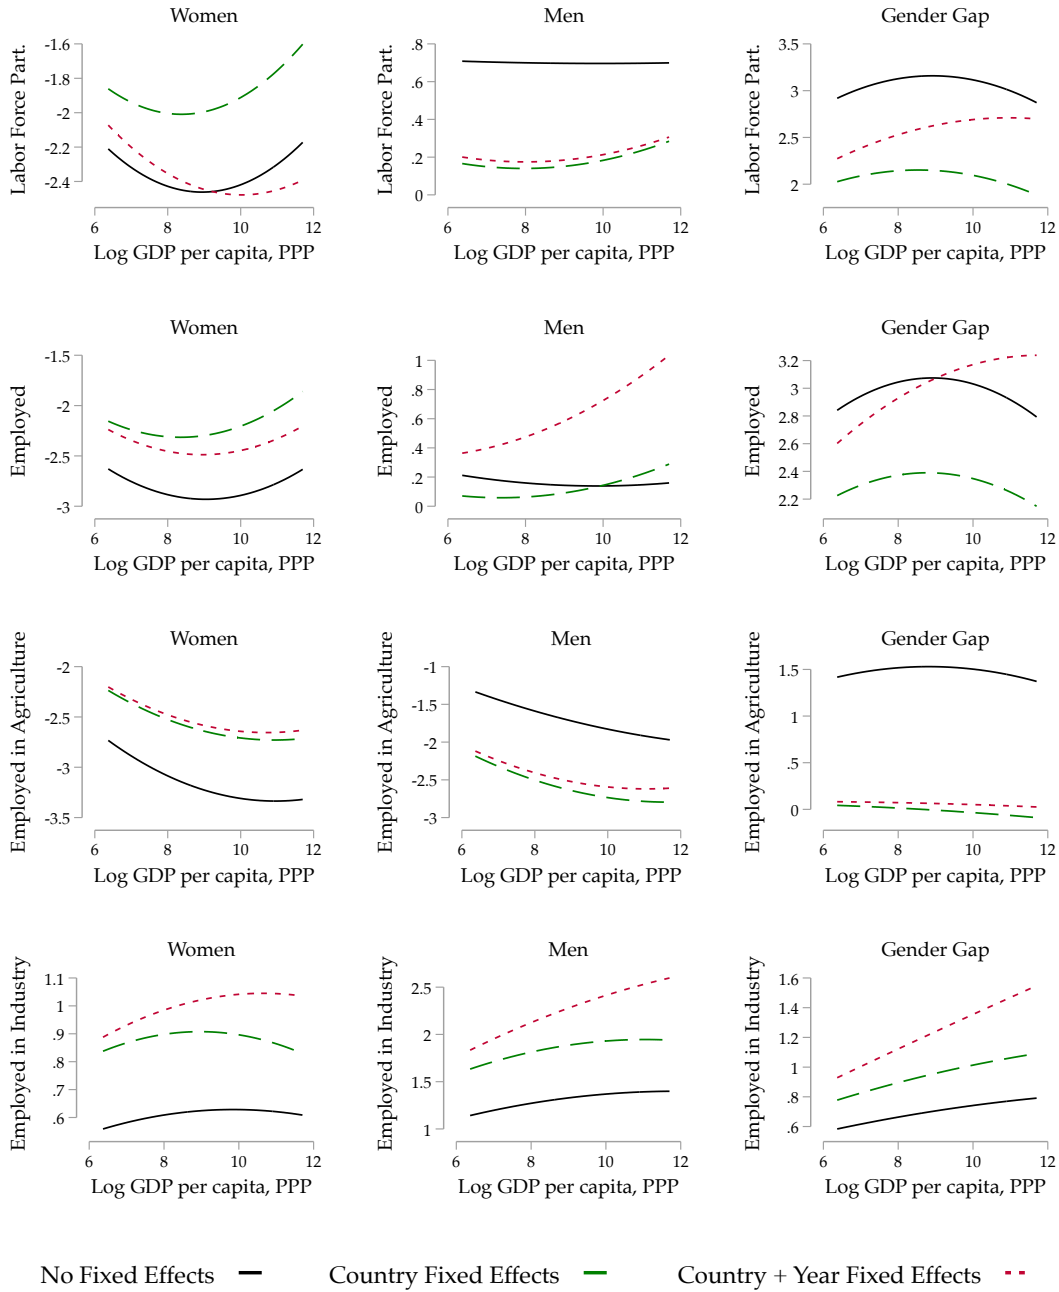 Women
Labor Force Part.
-1.6
-1.8
-2
-2.2
-2.4
6 8 10 12
Log GDP per capita, PPP
Men
Labor Force Part.
.8
.6
.4
.2
0
6 8 10 12
Log GDP per capita, PPP
Gender Gap
Labor Force Part.
3.5
3
2.5
2
6 8 10 12
Log GDP per capita, PPP
Women
Employed
-1.5
-2
-2.5
-3
6 8 10 12
Log GDP per capita, PPP
Men
Employed
1
.8
.6
.4
.2
0
6 8 10 12
Log GDP per capita, PPP
Gender Gap
Employed
3.2
3
2.8
2.6
2.4
2.2
6 8 10 12
Log GDP per capita, PPP
Women
Employed in Agriculture
-2
-2.5
-3
-3.5
6 8 10 12
Log GDP per capita, PPP
Men
Employed in Agriculture
-1
-1.5
-2
-2.5
-3
6 8 10 12
Log GDP per capita, PPP
Gender Gap
Employed in Agriculture
1.5
1
.5
0
6 8 10 12
Log GDP per capita, PPP
Women
Employed in Industry
1.1
1
.9
.8
.7
.6
6 8 10 12
Log GDP per capita, PPP
Men
Employed in Industry
2.5
2
1.5
1
6 8 10 12
Log GDP per capita, PPP
Gender Gap
Employed in Industry
1.6
1.4
1.2
1
.8
.6
6 8 10 12
Log GDP per capita, PPP
No Fixed Effects Country Fixed Effects Country + Year Fixed Effects